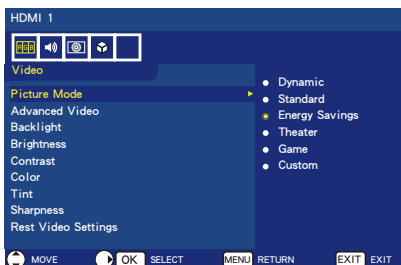 HDMI 1
RGB
Video
Picture Mode
Advanced Video
Backlight
Brightness
Contrast
Color
Tint
Sharpness
Rest Video Settings
Dynamic
Standard
Energy Savings
Theater
Game
Custom
MOVE OK SELECT MENU RETURN EXIT EXIT